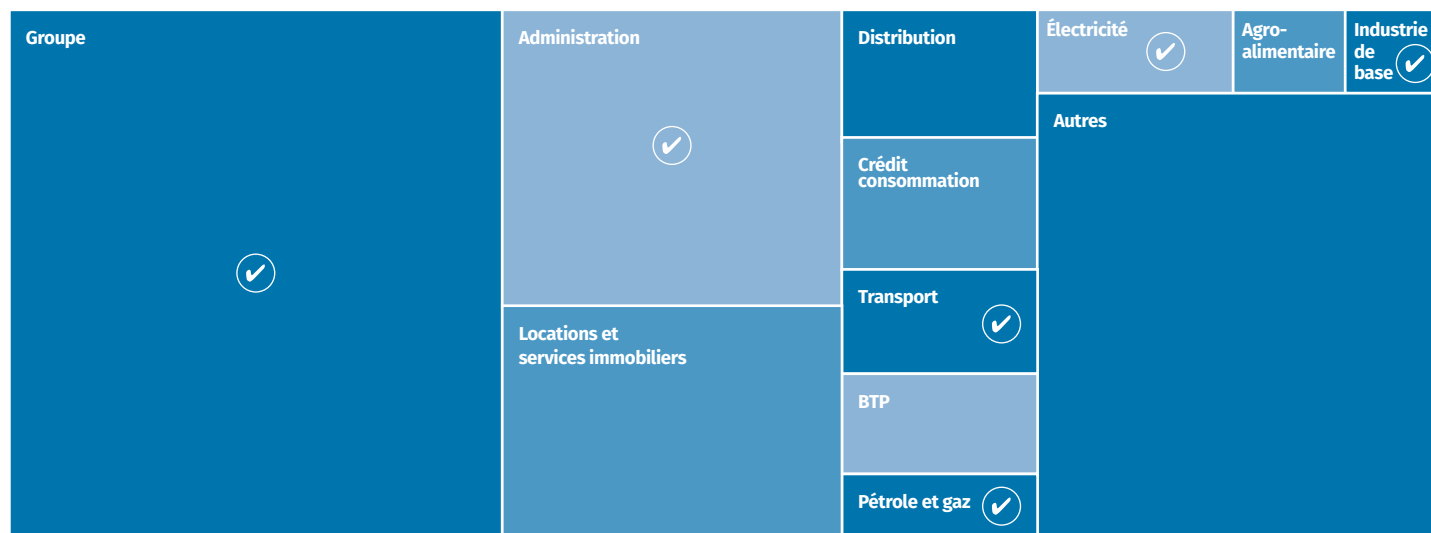 Groupe
Administration
Locations et
services immobiliers
Distribution
Crédit
consommation
Transport
BTP
Pétrole et gaz
Électricité
Agro-
alimentaire
Industrie
de
base
Autres